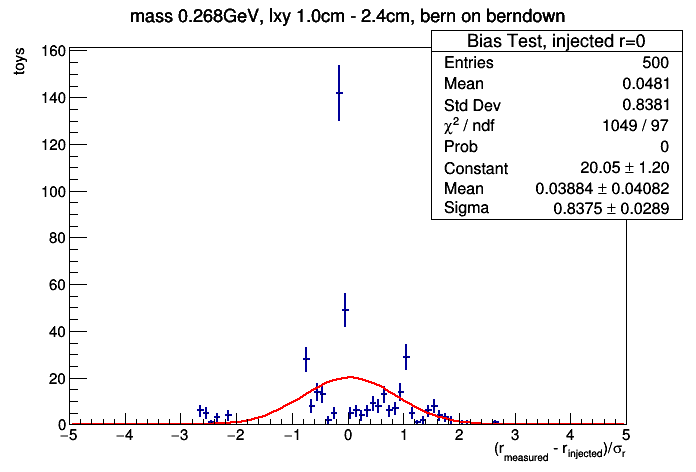 mass 0.268GeV, lxy 1.0cm - 2.4cm, bern on berndown
toys
Bias Test, injected r=0
Entries 500
Mean 0.0481
Std Dev 0.8381
χ² / ndf 1049 / 97
Prob 0
Constant 20.05 ± 1.20
Mean 0.03884 ± 0.04082
Sigma 0.8375 ± 0.0289
160
140
120
100
80
60
40
20
0
−5 −4 −3 −2 −1 0 1 2 3 4 5
(r_measured - r_injected)/σ_r